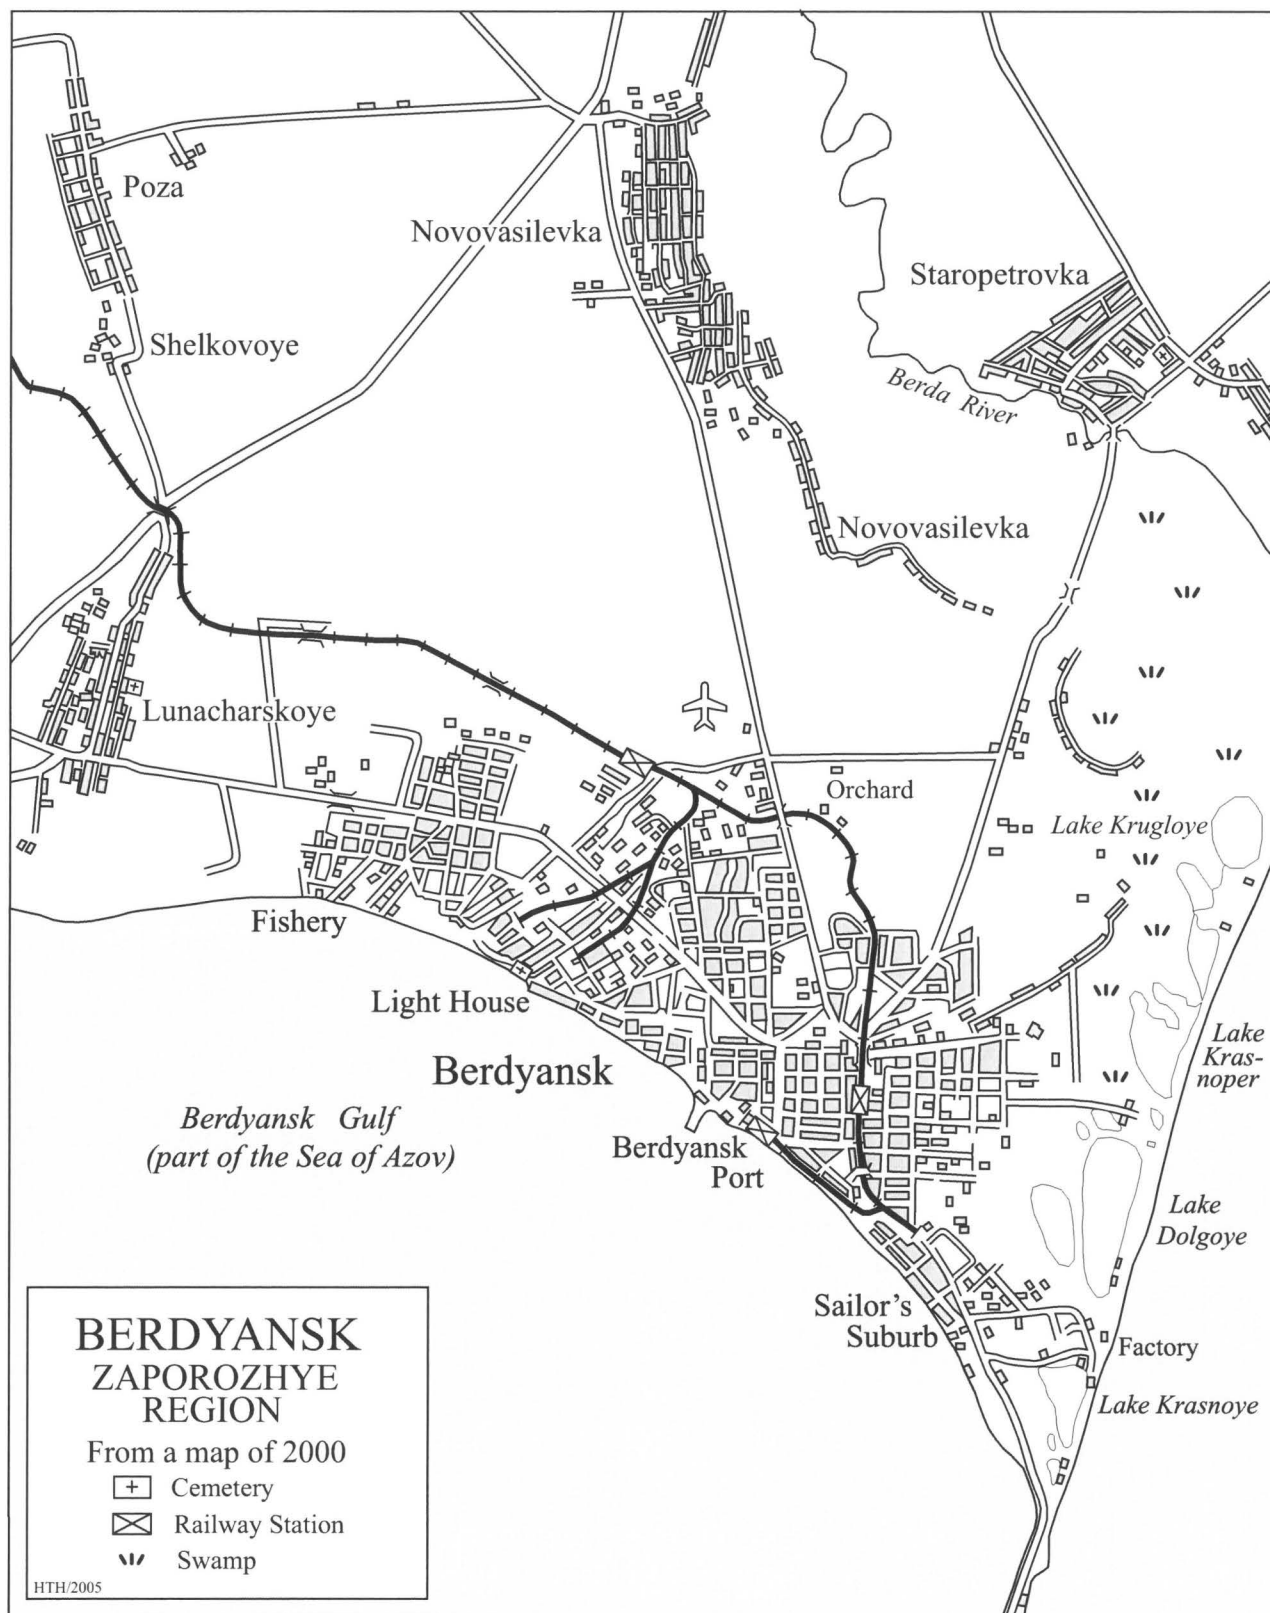 Poza
Novovasilevka
Staropetrovka
Shelkovoye
Berda River
Novovasilevka
Lunacharskoye
Orchard
Lake Krugloye
Fishery
Light House
Lake
Kras-
noper
Berdyansk
Berdyansk Gulf
(part of the Sea of Azov)
Berdyansk
Port
Lake
Dolgoye
Sailor's
Suburb
Factory
Lake Krasnoye
BERDYANSK
ZAPOROZHYE
REGION
From a map of 2000
Cemetery
Railway Station
Swamp
HTH/2005